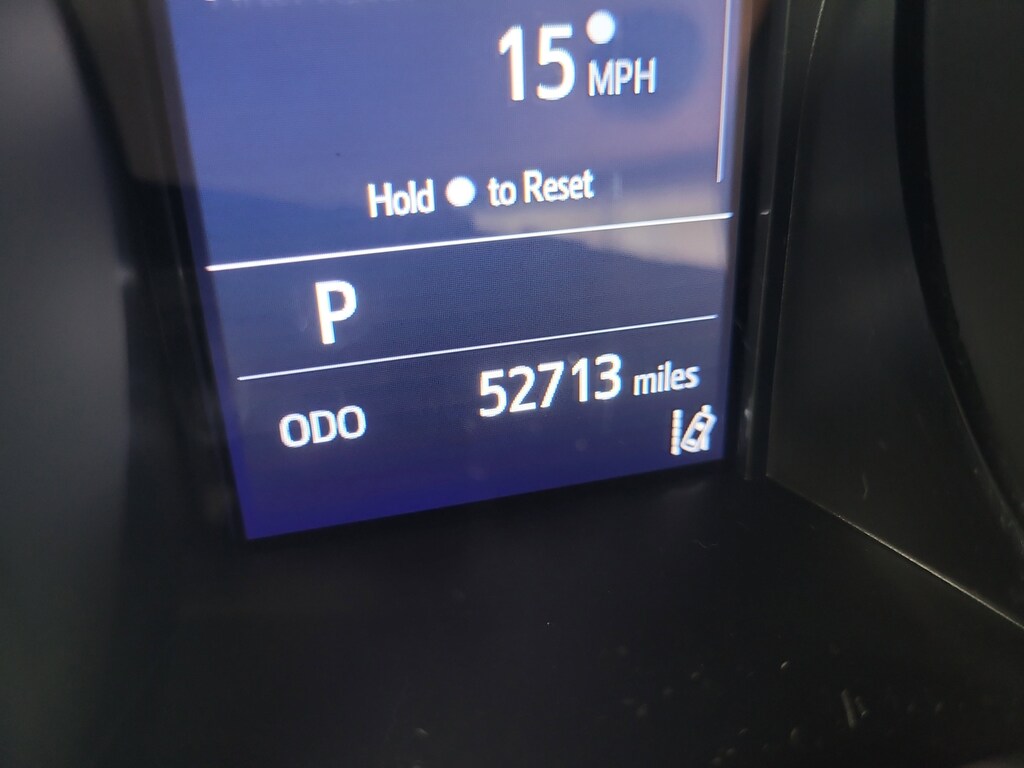 15 MPH
Hold to Reset
P
ODO 52713 miles